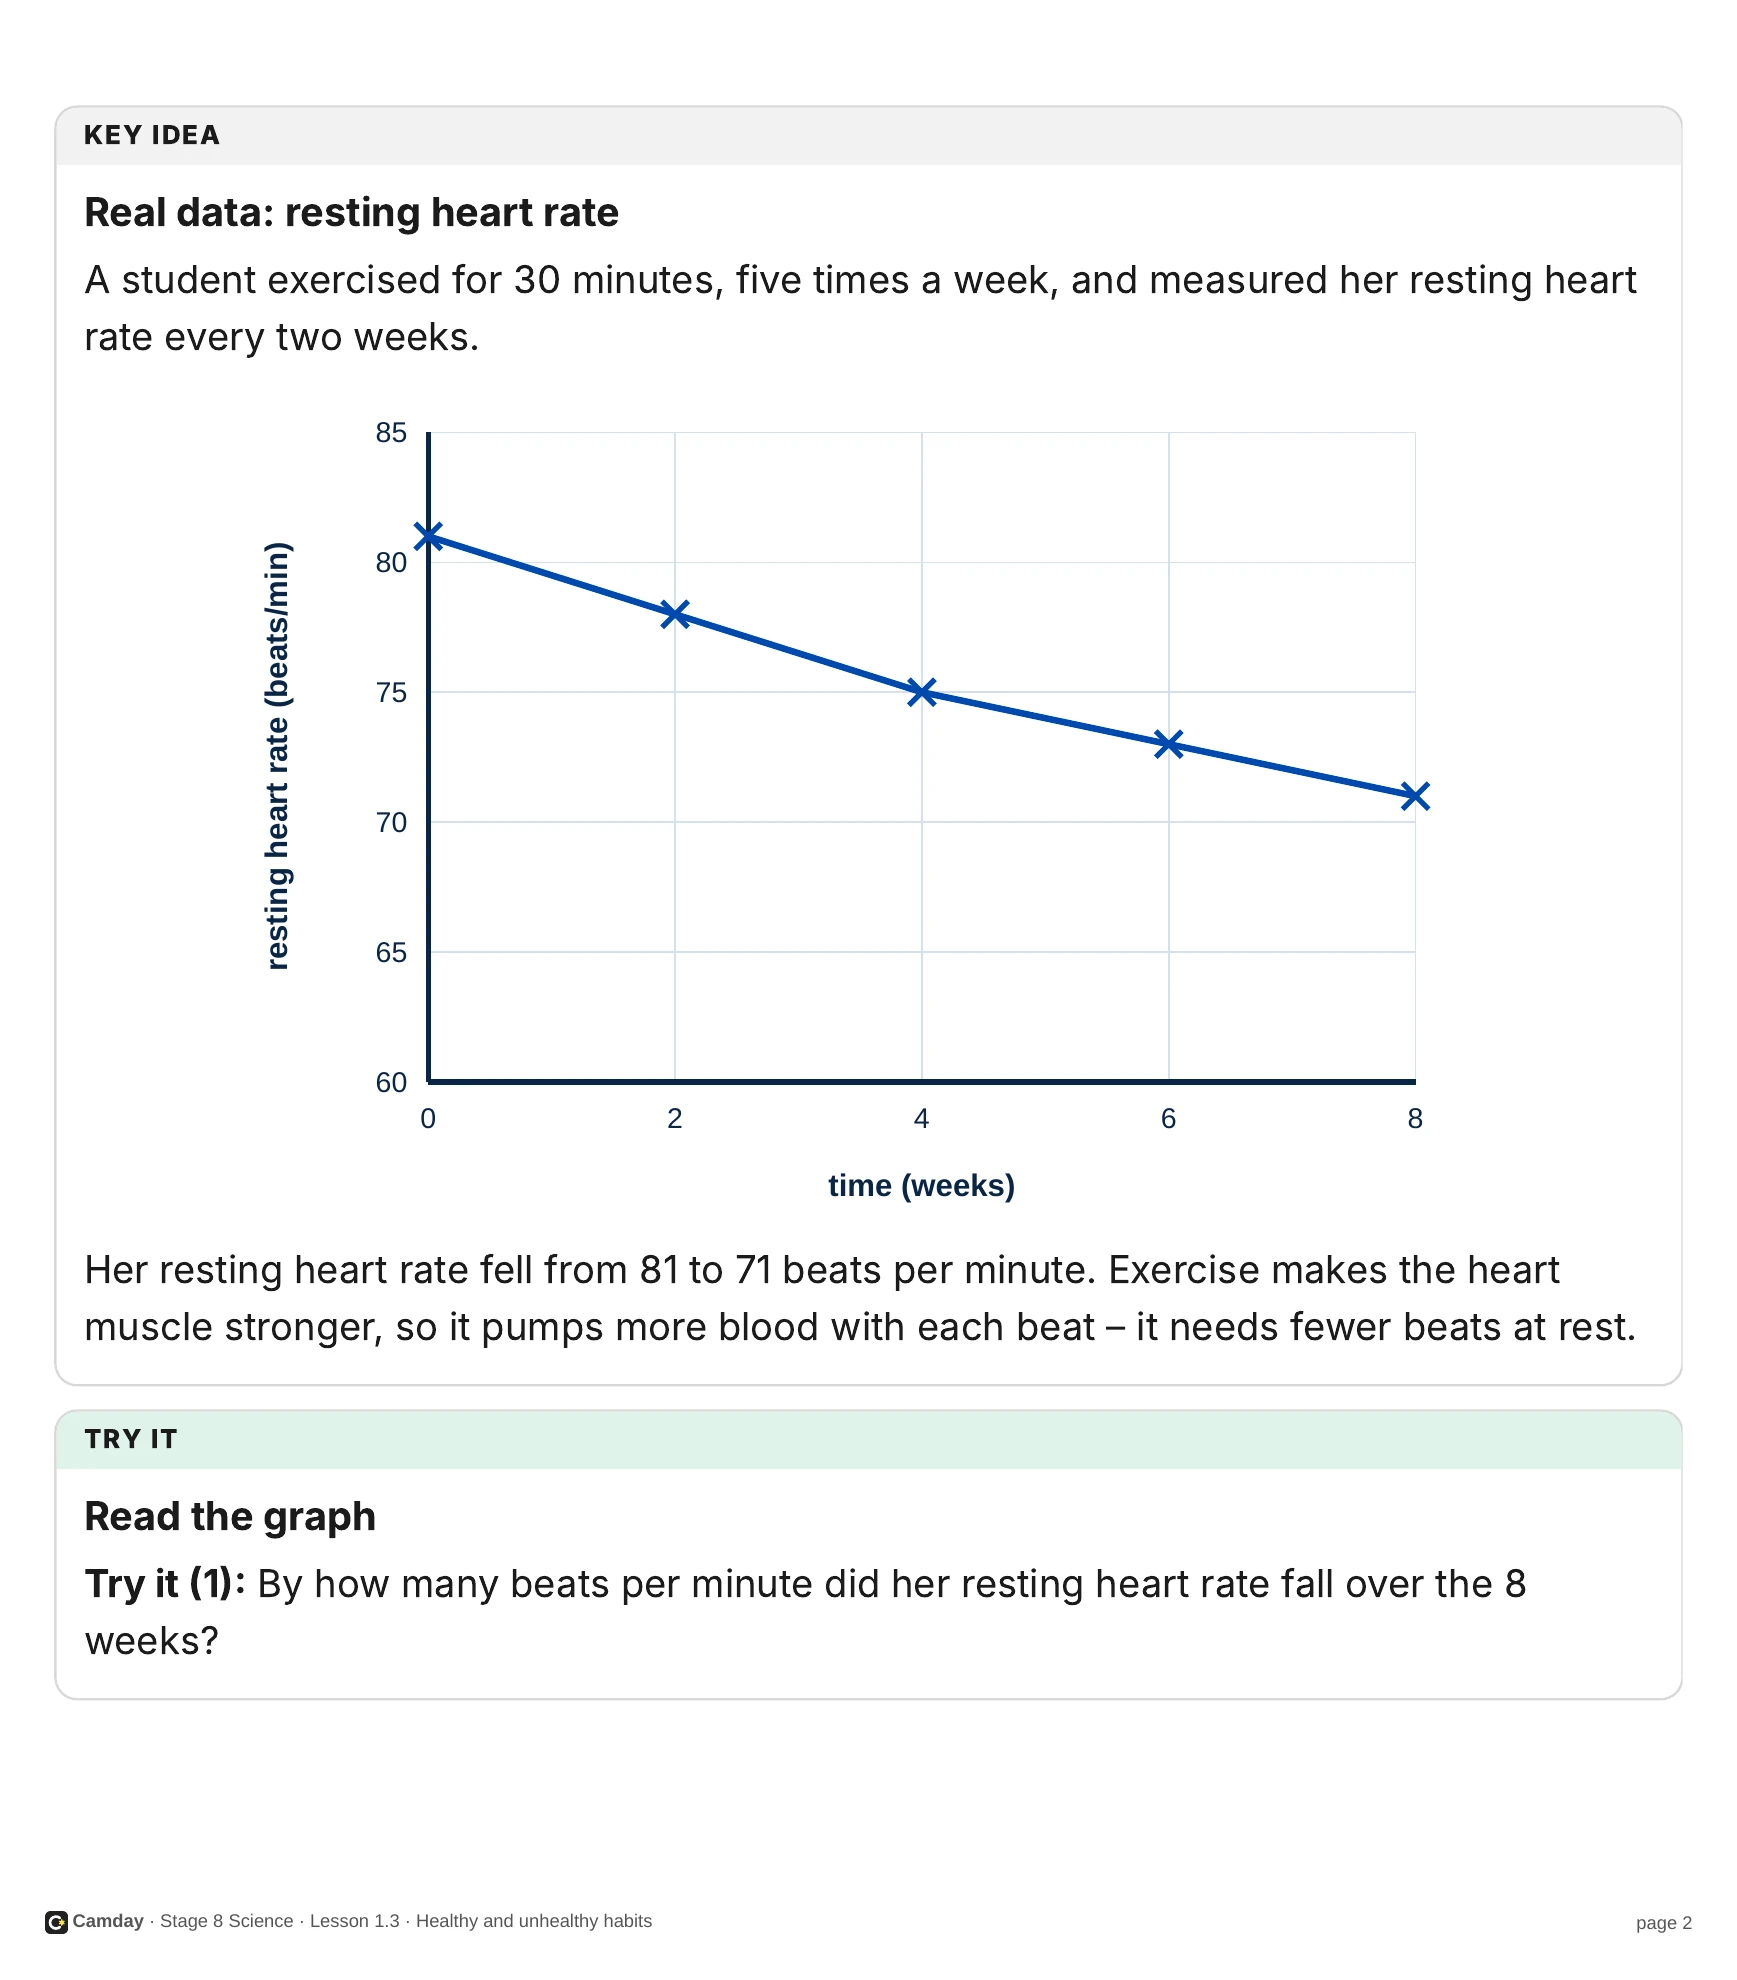 KEY IDEA
Real data: resting heart rate
A student exercised for 30 minutes, five times a week, and measured her resting heart
rate every two weeks.
85
80
75
70
65
60
resting heart rate (beats/min)
0 2 4 6 8
time (weeks)
Her resting heart rate fell from 81 to 71 beats per minute. Exercise makes the heart
muscle stronger, so it pumps more blood with each beat – it needs fewer beats at rest.
TRY IT
Read the graph
Try it (1): By how many beats per minute did her resting heart rate fall over the 8
weeks?
Camday · Stage 8 Science · Lesson 1.3 · Healthy and unhealthy habits
page 2